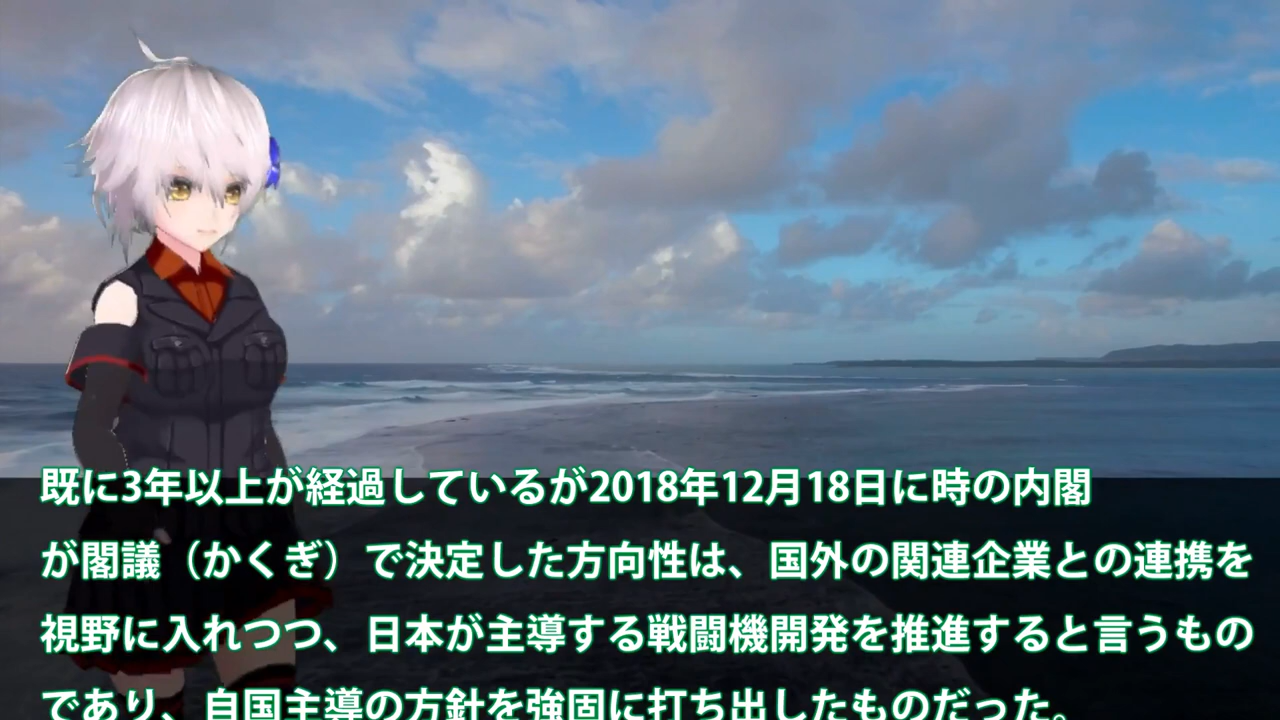 既に3年以上が経過しているが2018年12月18日に時の内閣
が閣議（かくぎ）で決定した方向性は、国外の関連企業との連携を
視野に入れつつ、日本が主導する戦闘機開発を推進すると言うもの
であり、自国主導の方針を強固に打ち出したものだった。